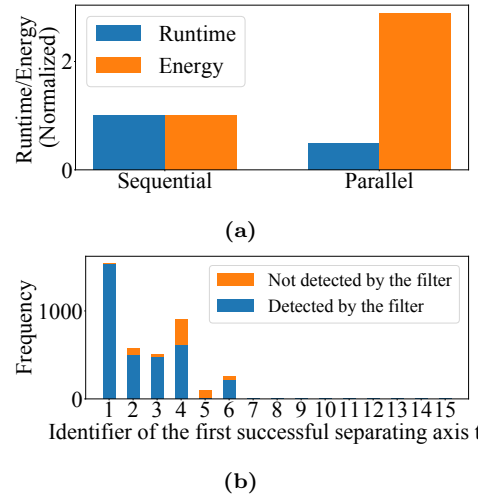 Runtime/Energy
(Normalized)
2
0
Runtime
Energy
Sequential Parallel
(a)
Frequency
1000
0
Not detected by the filter
Detected by the filter
1 2 3 4 5 6 7 8 9 10 11 12 13 14 15
Identifier of the first successful separating axis t
(b)